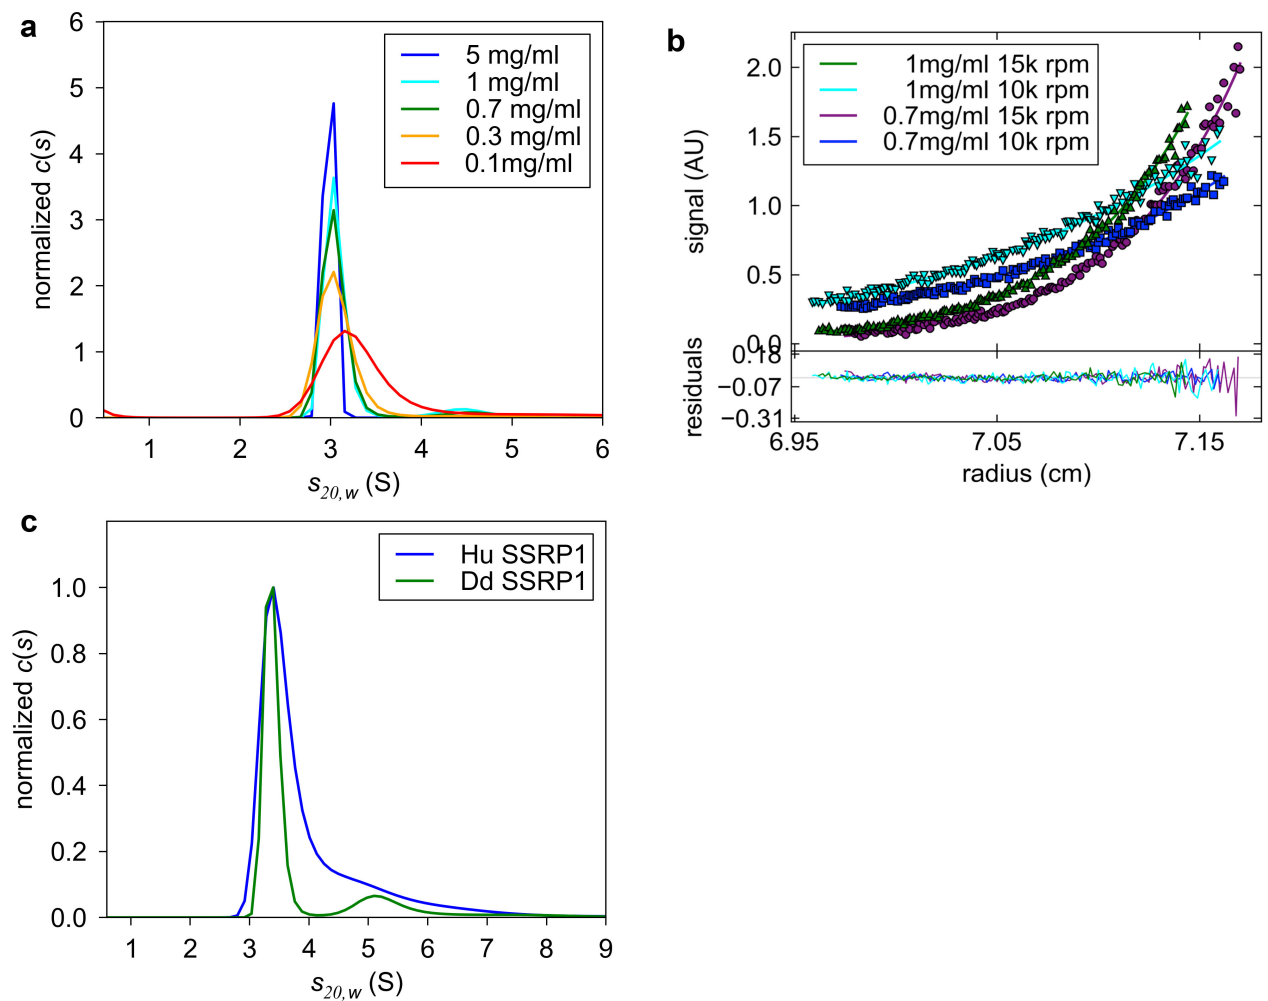 a
6
5
4
3
2
1
0
normalized c(s)
5 mg/ml
1 mg/ml
0.7 mg/ml
0.3 mg/ml
0.1mg/ml
1 2 3 4 5 6
s20,w (S)
b
2.0
1.5
1.0
0.5
0.0
signal (AU)
1mg/ml 15k rpm
1mg/ml 10k rpm
0.7mg/ml 15k rpm
0.7mg/ml 10k rpm
0.18
−0.07
−0.31
residuals
6.95 7.05 7.15
radius (cm)
c
1.0
0.8
0.6
0.4
0.2
0.0
normalized c(s)
Hu SSRP1
Dd SSRP1
1 2 3 4 5 6 7 8 9
s20,w (S)